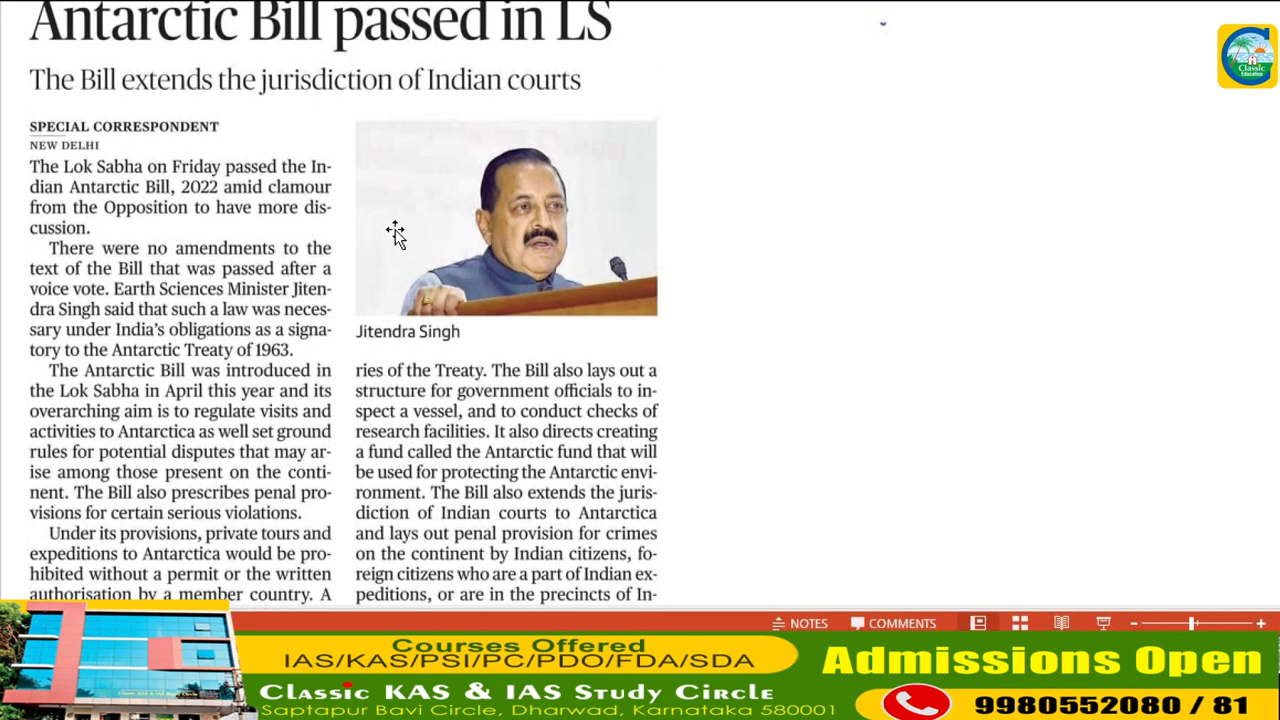 Antarctic Bill passed in LS
The Bill extends the jurisdiction of Indian courts
SPECIAL CORRESPONDENT
NEW DELHI
The Lok Sabha on Friday passed the In-
dian Antarctic Bill, 2022 amid clamour
from the Opposition to have more dis-
cussion.
There were no amendments to the
text of the Bill that was passed after a
voice vote. Earth Sciences Minister Jiten-
dra Singh said that such a law was neces-
sary under India’s obligations as a signa-
tory to the Antarctic Treaty of 1963.
The Antarctic Bill was introduced in
the Lok Sabha in April this year and its
overarching aim is to regulate visits and
activities to Antarctica as well set ground
rules for potential disputes that may ar-
ise among those present on the conti-
nent. The Bill also prescribes penal pro-
visions for certain serious violations.
Under its provisions, private tours and
expeditions to Antarctica would be pro-
hibited without a permit or the written
authorisation by a member country. A
Jitendra Singh
ries of the Treaty. The Bill also lays out a
structure for government officials to in-
spect a vessel, and to conduct checks of
research facilities. It also directs creating
a fund called the Antarctic fund that will
be used for protecting the Antarctic envi-
ronment. The Bill also extends the juris-
diction of Indian courts to Antarctica
and lays out penal provision for crimes
on the continent by Indian citizens, fo-
reign citizens who are a part of Indian ex-
peditions, or are in the precincts of In-
Classic
Education
NOTES
COMMENTS
Courses Offered
IAS/KAS/PSI/PC/PDO/FDA/SDA
Classic KAS & IAS Study Circle
Saptapur Bavi Circle, Dharwad, Karnataka 580001
Admissions Open
9980552080 / 81